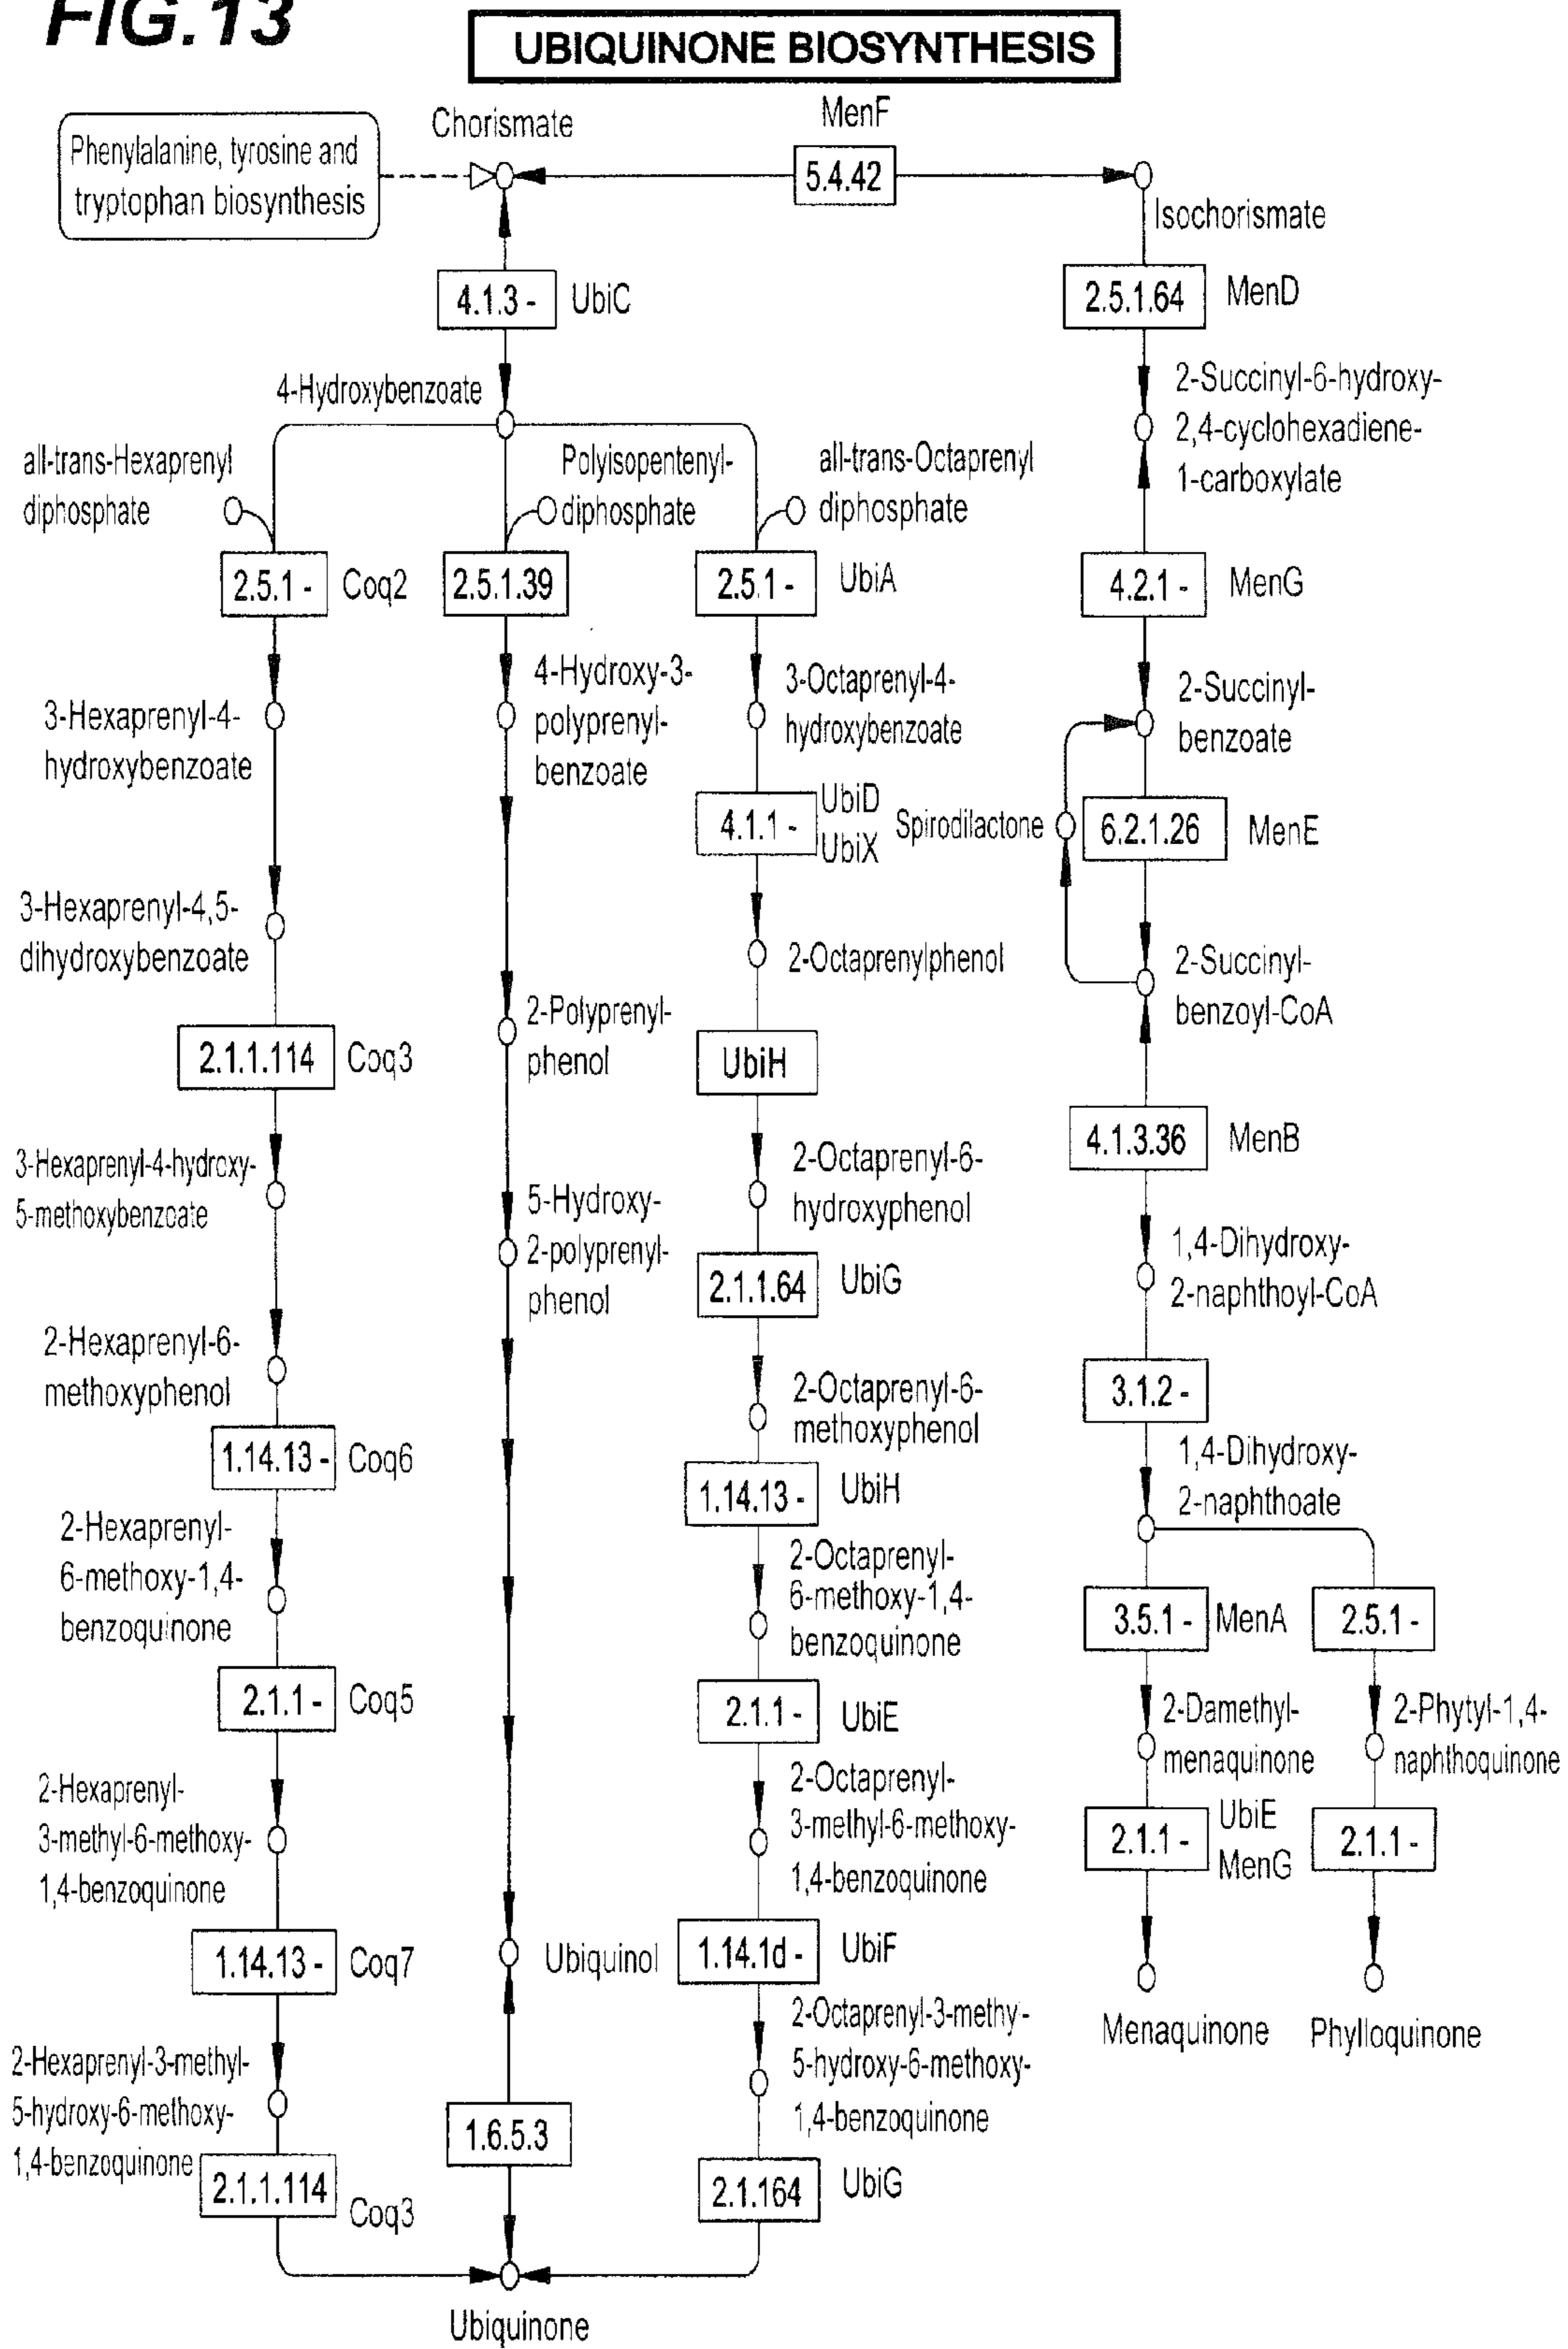 FIG.13
UBIQUINONE BIOSYNTHESIS
Phenylalanine, tyrosine and
tryptophan biosynthesis
Chorismate
MenF
5.4.42
Isochorismate
4.1.3 -
UbiC
2.5.1.64
MenD
4-Hydroxybenzoate
2-Succinyl-6-hydroxy-
2,4-cyclohexadiene-
1-carboxylate
all-trans-Hexaprenyl
diphosphate
Polyisopentenyl-
diphosphate
all-trans-Octaprenyl
diphosphate
2.5.1 -
Coq2
2.5.1.39
2.5.1 -
UbiA
4.2.1 -
MenG
3-Hexaprenyl-4-
hydroxybenzoate
4-Hydroxy-3-
polyprenyl-
benzoate
3-Octaprenyl-4-
hydroxybenzoate
2-Succinyl-
benzoate
4.1.1 -
UbiD
UbiX
Spirodilactone
6.2.1.26
MenE
3-Hexaprenyl-4,5-
dihydroxybenzoate
2-Octaprenylphenol
2-Succinyl-
benzoyl-CoA
2.1.1.114
Coq3
2-Polyprenyl-
phenol
UbiH
4.1.3.36
MenB
3-Hexaprenyl-4-hydroxy-
5-methoxybenzoate
5-Hydroxy-
2-polyprenyl-
phenol
2-Octaprenyl-6-
hydroxyphenol
2.1.1.64
UbiG
1,4-Dihydroxy-
2-naphthoyl-CoA
2-Hexaprenyl-6-
methoxyphenol
2-Octaprenyl-6-
methoxyphenol
3.1.2 -
1.14.13 -
Coq6
1.14.13 -
UbiH
1,4-Dihydroxy-
2-naphthoate
2-Hexaprenyl-
6-methoxy-1,4-
benzoquinone
2-Octaprenyl-
6-methoxy-1,4-
benzoquinone
3.5.1 -
MenA
2.5.1 -
2.1.1 -
Coq5
2.1.1 -
UbiE
2-Damethyl-
menaquinone
2-Phytyl-1,4-
naphthoquinone
2-Hexaprenyl-
3-methyl-6-methoxy-
1,4-benzoquinone
2-Octaprenyl-
3-methyl-6-methoxy-
1,4-benzoquinone
2.1.1 -
UbiE
MenG
2.1.1 -
1.14.13 -
Coq7
Ubiquinol
1.14.1d -
UbiF
Menaquinone
Phylloquinone
2-Hexaprenyl-3-methyl-
5-hydroxy-6-methoxy-
1,4-benzoquinone
2-Octaprenyl-3-methy-
5-hydroxy-6-methoxy-
1,4-benzoquinone
1.6.5.3
2.1.1.114
Coq3
2.1.164
UbiG
Ubiquinone